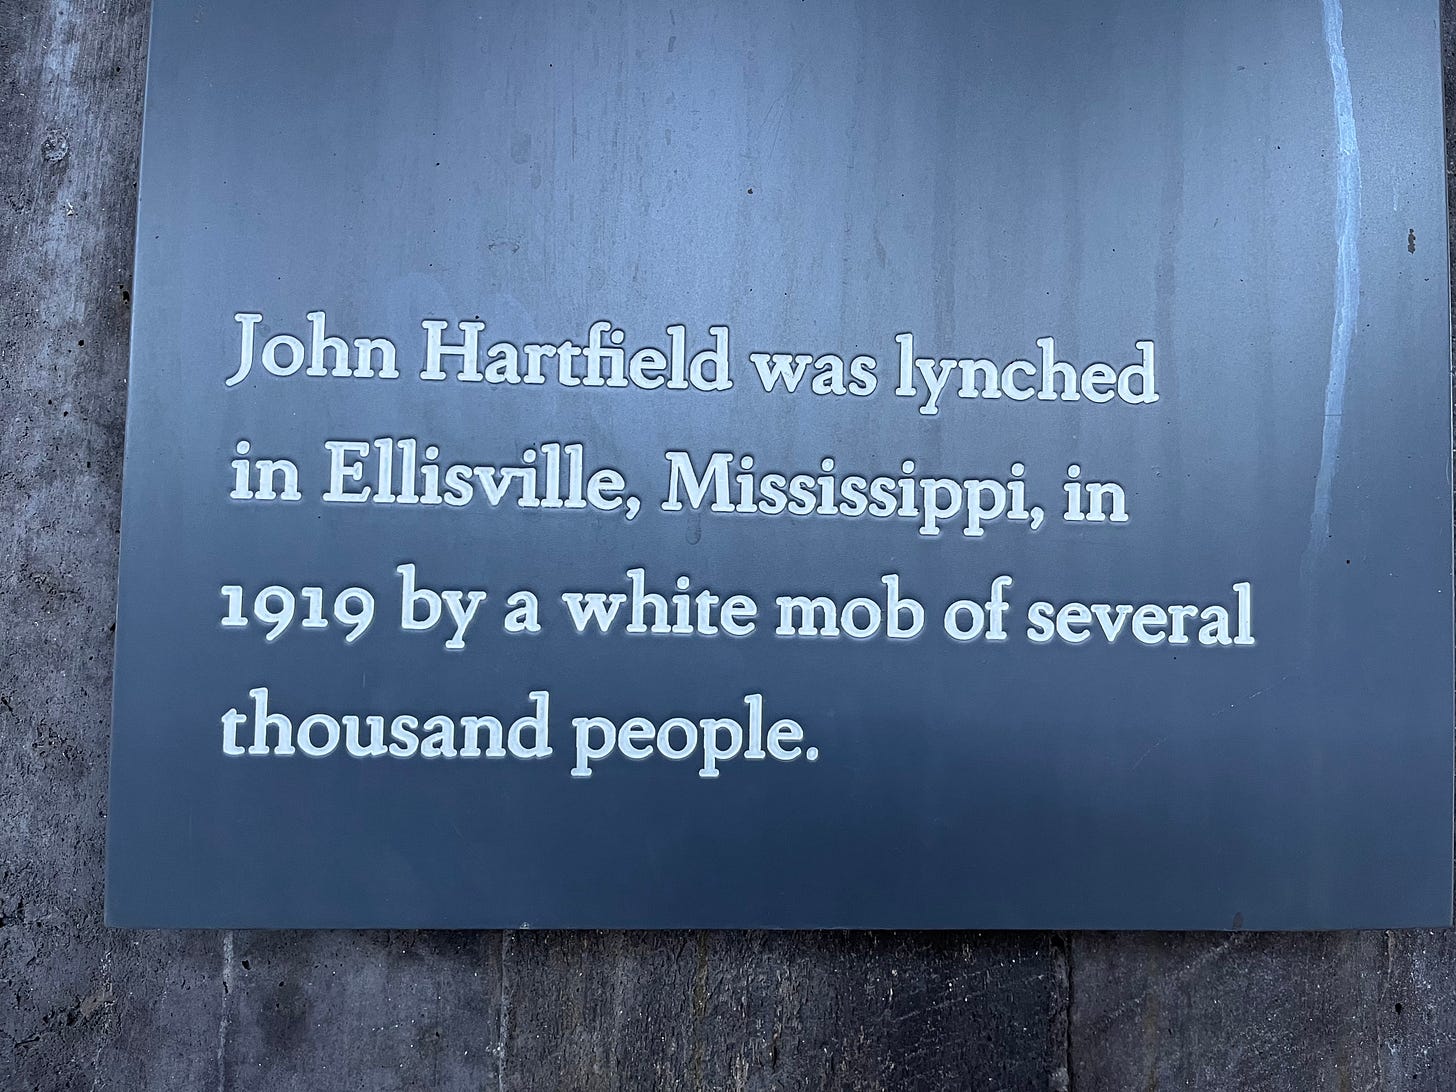 John Hartfield was lynched
in Ellisville, Mississippi, in
1919 by a white mob of several
thousand people.